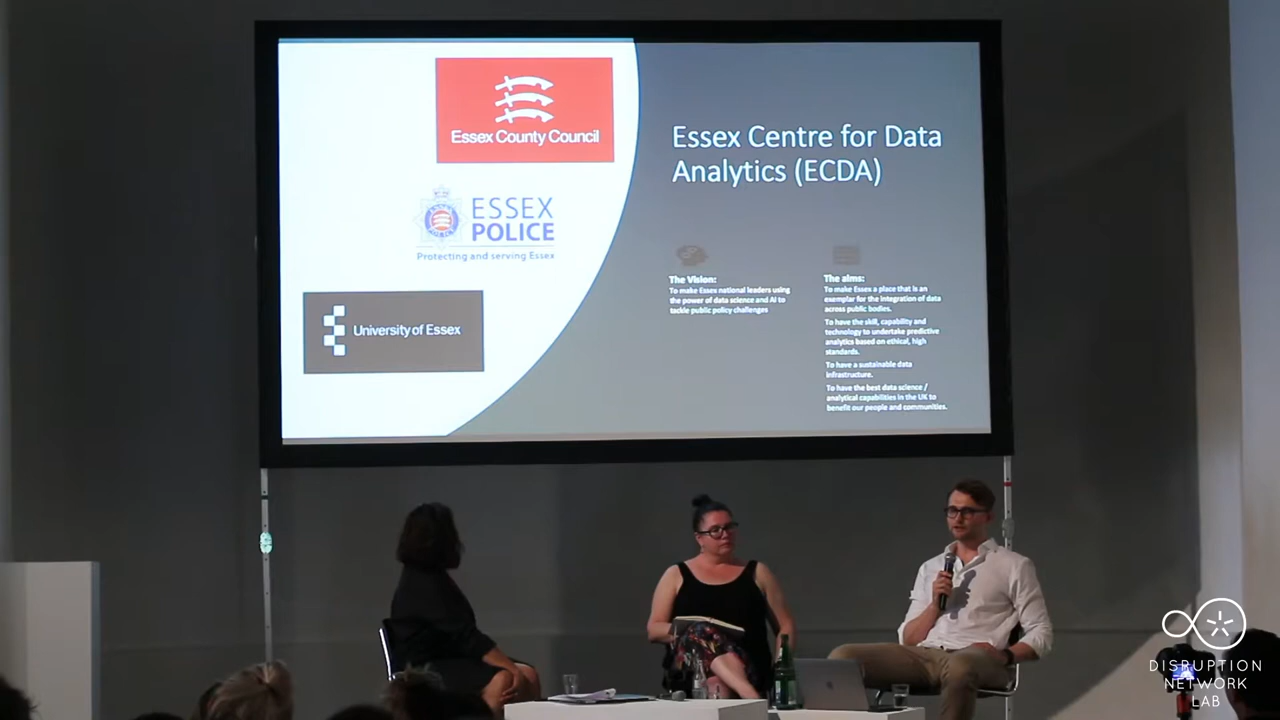 Essex County Council
ESSEX
POLICE
Protecting and serving Essex
University of Essex
Essex Centre for Data
Analytics (ECDA)
The Vision:
To make Essex national leaders using
the power of data science and AI to
tackle public policy challenges
The aims:
To make Essex a place that is an
exemplar for the integration of data
across public bodies.
To have the skill, capability and
technology to undertake predictive
analytics based on ethical, high
standards.
To have a sustainable data
infrastructure.
To have the best data science /
analytical capabilities in the UK to
benefit our people and communities.
DISRUPTION
NETWORK
LAB